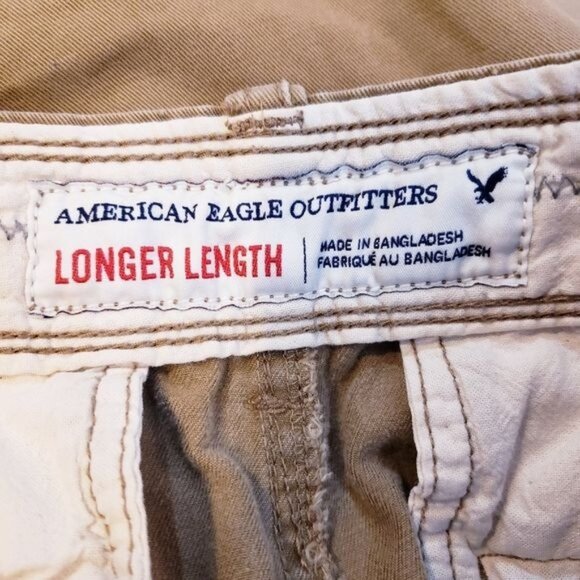 AMERICAN EAGLE OUTFITTERS
LONGER LENGTH
MADE IN BANGLADESH
FABRIQUÉ AU BANGLADESH